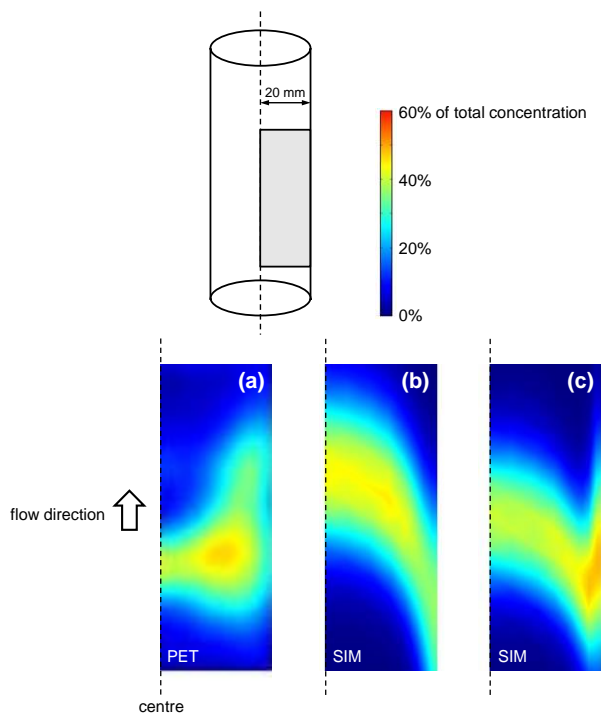 20 mm
60% of total concentration
40%
20%
0%
(a)
(b)
(c)
flow direction
PET
SIM
SIM
centre